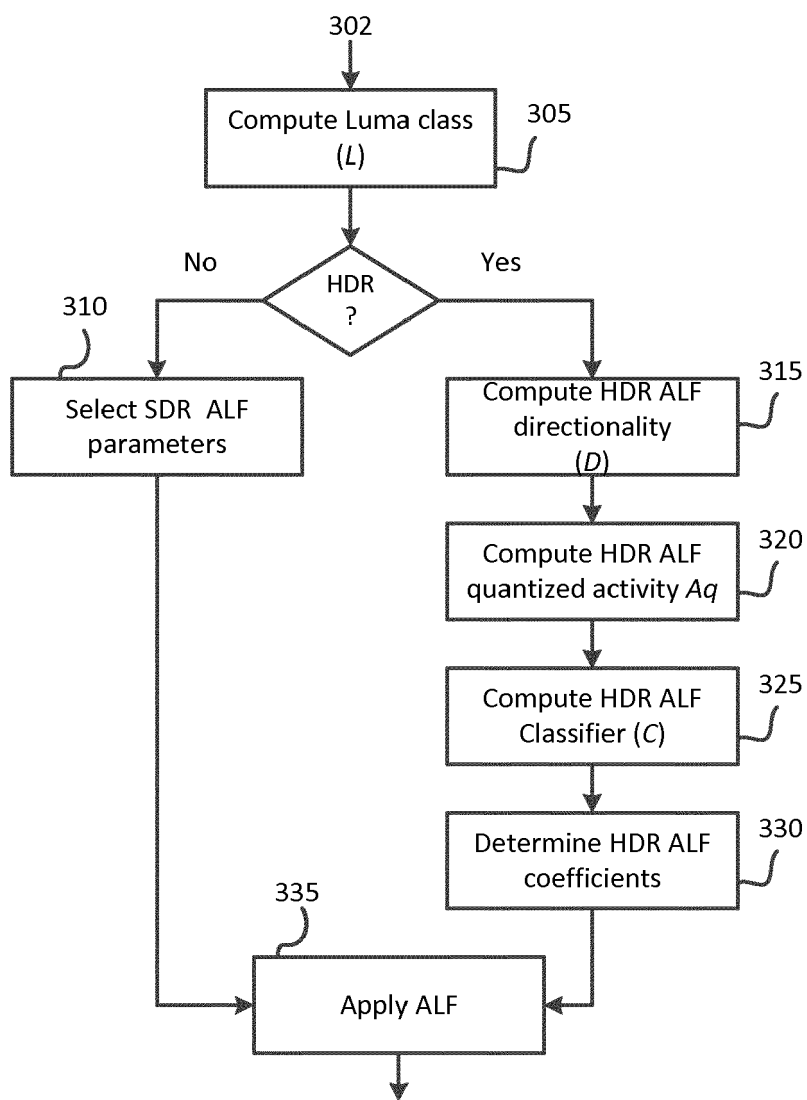 302
Compute Luma class
(L)
305
No
HDR
?
Yes
310
Select SDR ALF
parameters
Compute HDR ALF
directionality
(D)
315
Compute HDR ALF
quantized activity Aq
320
Compute HDR ALF
Classifier (C)
325
Determine HDR ALF
coefficients
330
335
Apply ALF